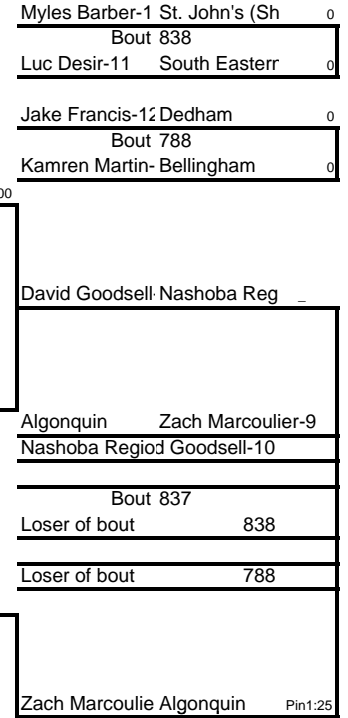 Myles Barber-1 St. John's (Sh 0
Bout 838
Luc Desir-11 South Eastern 0
Jake Francis-12 Dedham 0
Bout 788
Kamren Martin- Bellingham 0
00
David Goodsell- Nashoba Reg _
Algonquin Zach Marcoulier-9
Nashoba Regiod Goodsell-10
Bout 837
Loser of bout 838
Loser of bout 788
Zach Marcoulie Algonquin Pin1:25